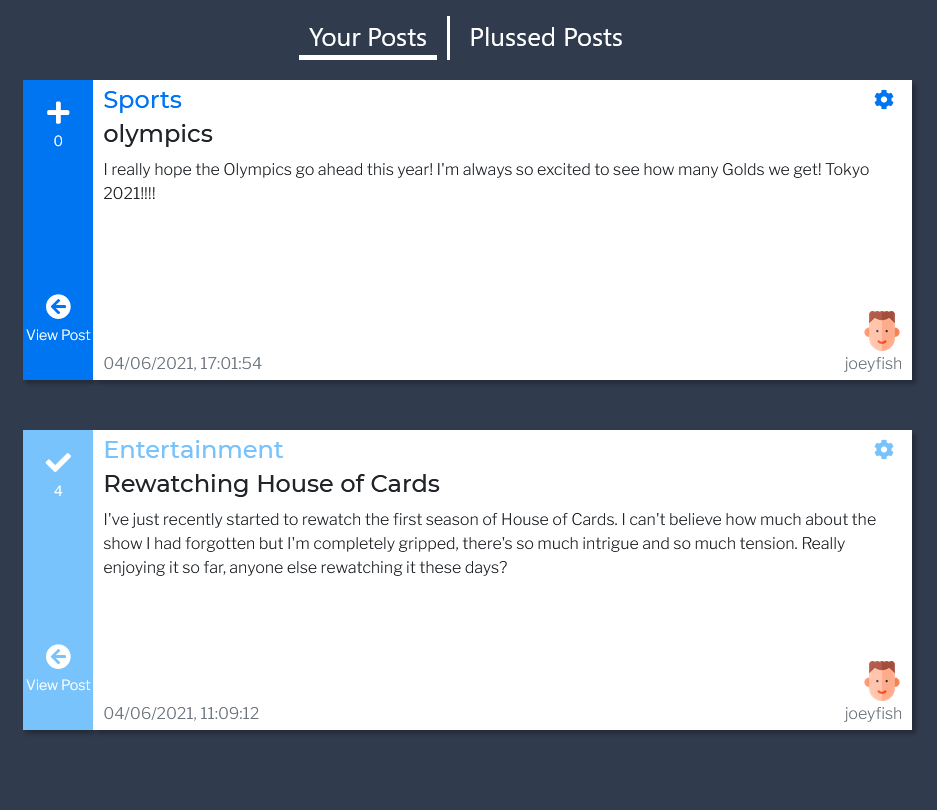 Your Posts
Plussed Posts
Sports
0
olympics
I really hope the Olympics go ahead this year! I'm always so excited to see how many Golds we get! Tokyo
2021!!!!
View Post
04/06/2021, 17:01:54
joeyfish
Entertainment
4
Rewatching House of Cards
I've just recently started to rewatch the first season of House of Cards. I can't believe how much about the
show I had forgotten but I'm completely gripped, there's so much intrigue and so much tension. Really
enjoying it so far, anyone else rewatching it these days?
View Post
04/06/2021, 11:09:12
joeyfish